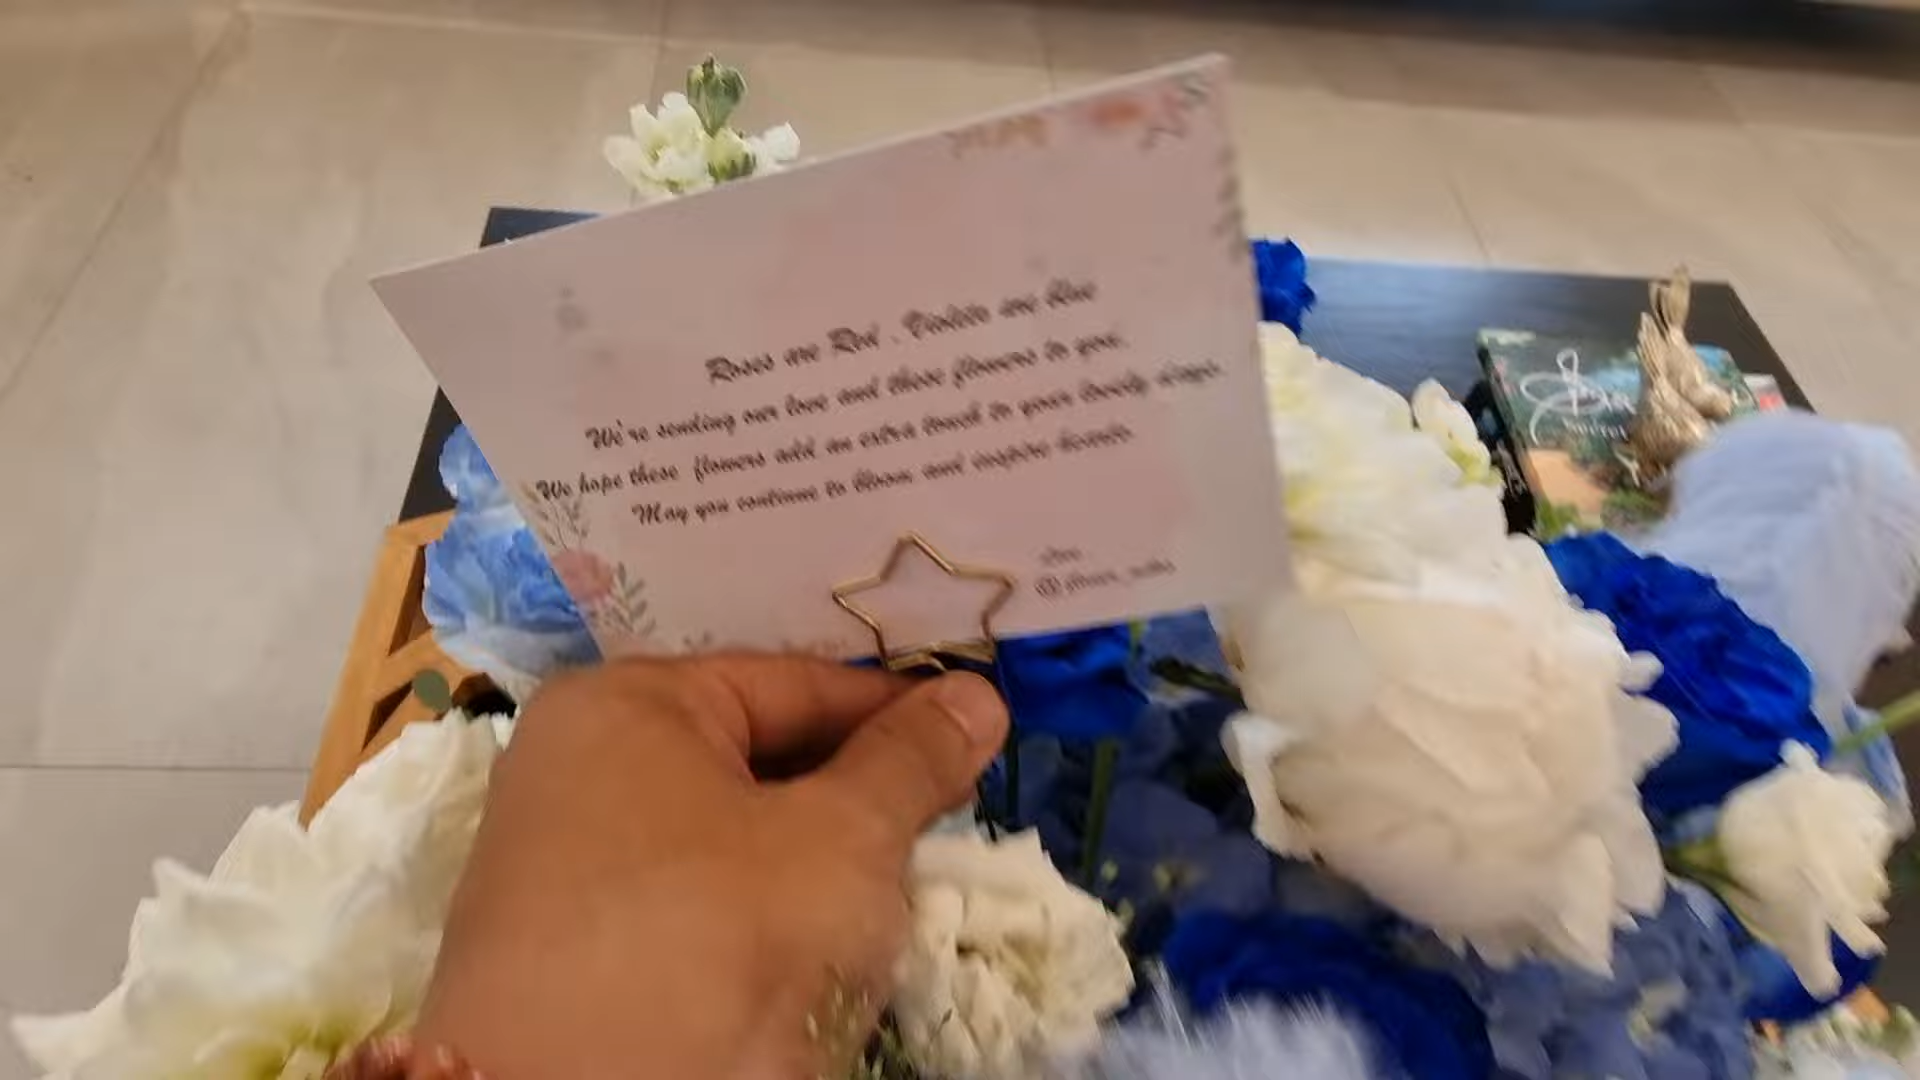 Roses are Red , Violets are blue
We're sending our love and these flowers to you.
We hope these flowers add an extra touch to your lovely
May you continue to bloom and inspire hearts.